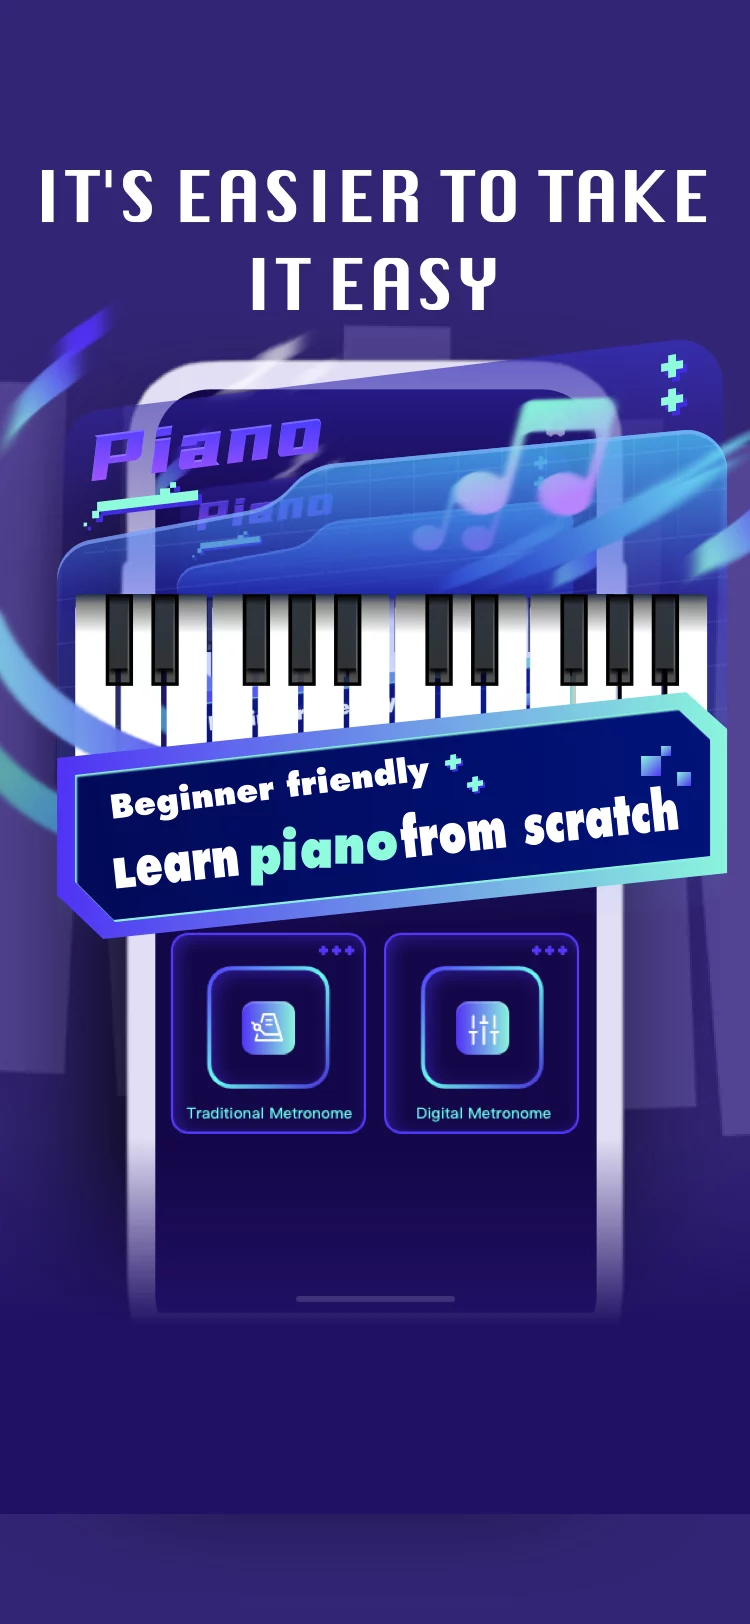 IT'S EASIER TO TAKE
IT EASY
Piano
Piano
Beginner friendly
Learn piano from scratch
Traditional Metronome
Digital Metronome